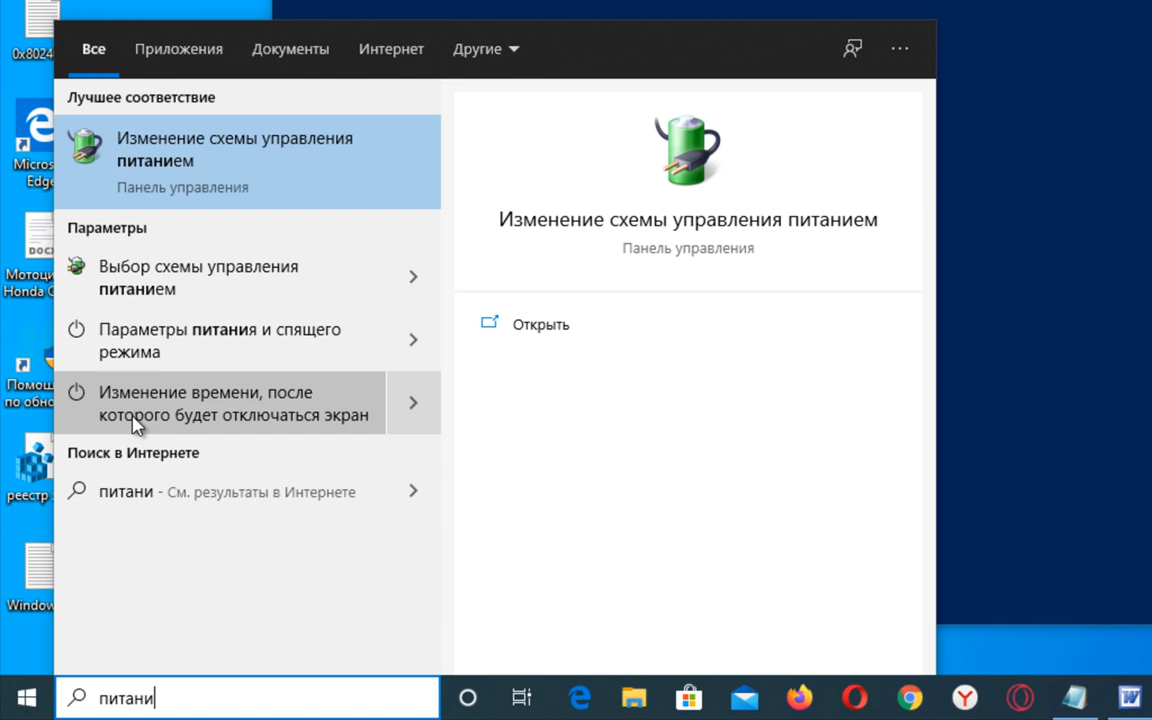 0x8024
Micros
Edge
DOCX
Мотоци
Honda
Помощ
по обно
реестр
Window
Все
Приложения
Документы
Интернет
Другие
Лучшее соответствие
Изменение схемы управления
питанием
Панель управления
Параметры
Выбор схемы управления
питанием
Параметры питания и спящего
режима
Изменение времени, после
которого будет отключаться экран
Поиск в Интернете
питани - См. результаты в Интернете
Изменение схемы управления питанием
Панель управления
Открыть
питани